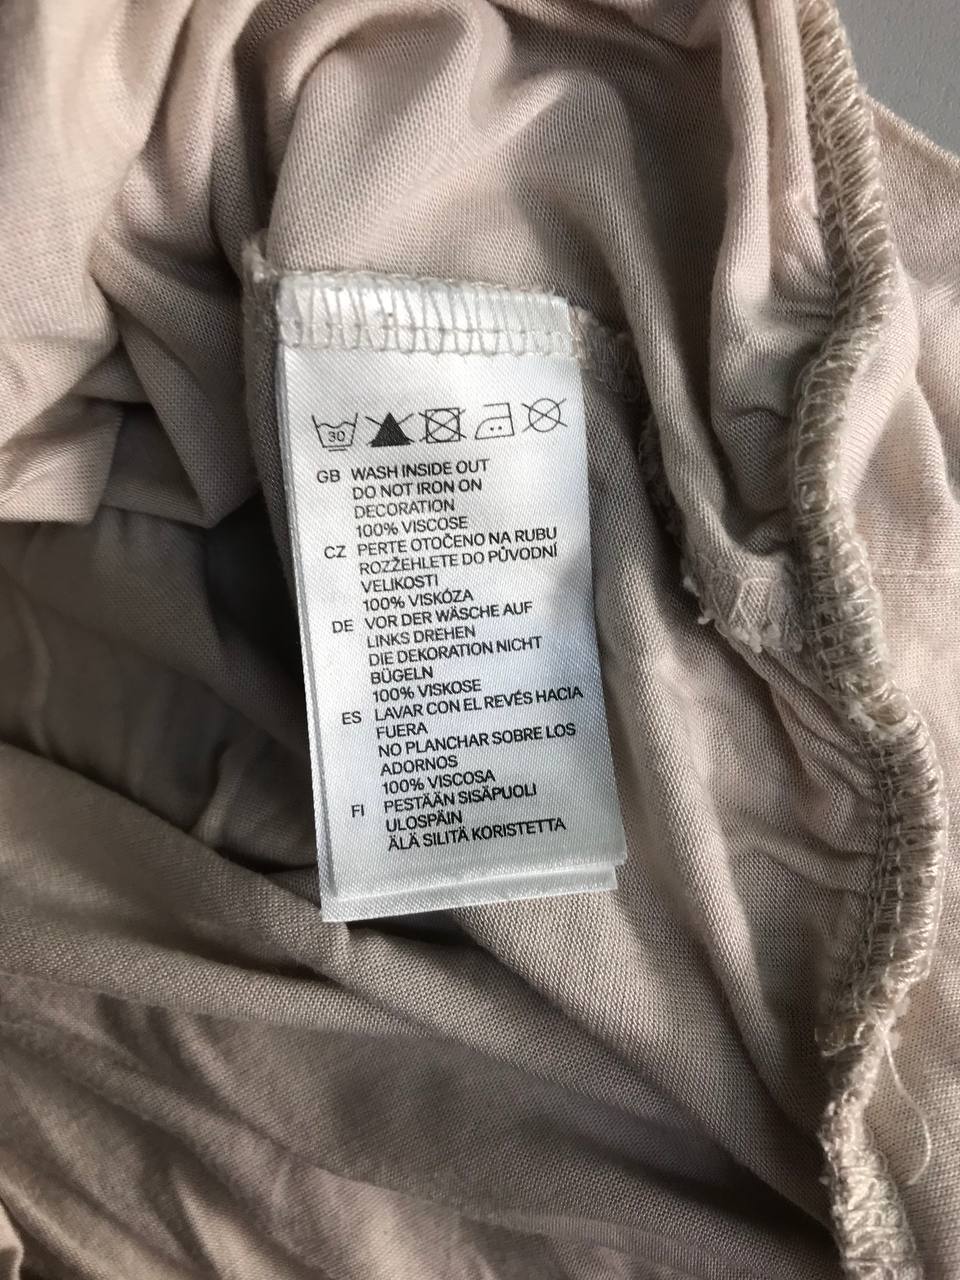 30
GB WASH INSIDE OUT
DO NOT IRON ON
DECORATION
100% VISCOSE
CZ PERTE OTOČENO NA RUBU
ROZŽEHLETE DO PŮVODNÍ
VELIKOSTI
100% VISKÓZA
DE VOR DER WÄSCHE AUF
LINKS DREHEN
DIE DEKORATION NICHT
BÜGELN
100% VISKOSE
ES LAVAR CON EL REVÉS HACIA
FUERA
NO PLANCHAR SOBRE LOS
ADORNOS
100% VISCOSA
FI PESTÄÄN SISÄPUOLI
ULOSPÄIN
ÄLÄ SILITÄ KORISTETTA